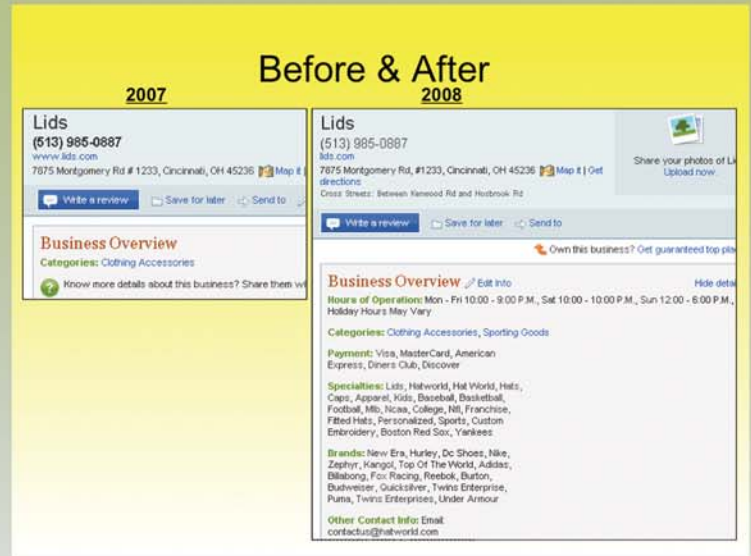 Before & After
2007
Lids
(513) 985-0887
www.lids.com
7875 Montgomery Rd # 1233, Cincinnati, OH 45236 Map it |
Write a review Save for later Send to
Business Overview
Categories: Clothing Accessories
Know more details about this business? Share them wi
2008
Lids
(513) 985-0887
lids.com
7875 Montgomery Rd, #1233, Cincinnati, OH 45236 Map it | Get
directions
Cross Streets: Between Kenwood Rd and Hosbrook Rd
Share your photos of Li
Upload now.
Write a review Save for later Send to
Own this business? Get guaranteed top pla
Business Overview Edit Info Hide detai
Hours of Operation: Mon - Fri 10:00 - 9:00 P.M., Sat 10:00 - 10:00 P.M., Sun 12:00 - 6:00 P.M.,
Holiday Hours May Vary
Categories: Clothing Accessories, Sporting Goods
Payment: Visa, MasterCard, American
Express, Diners Club, Discover
Specialties: Lids, Hatworld, Hat World, Hats,
Caps, Apparel, Kids, Baseball, Basketball,
Football, Mlb, Ncaa, College, Nfl, Franchise,
Fitted Hats, Personalized, Sports, Custom
Embroidery, Boston Red Sox, Yankees
Brands: New Era, Hurley, Dc Shoes, Nike,
Zephyr, Kangol, Top Of The World, Adidas,
Billabong, Fox Racing, Reebok, Burton,
Budweiser, Quicksilver, Twins Enterprise,
Puma, Twins Enterprises, Under Armour
Other Contact Info: Email:
contactus@hatworld.com